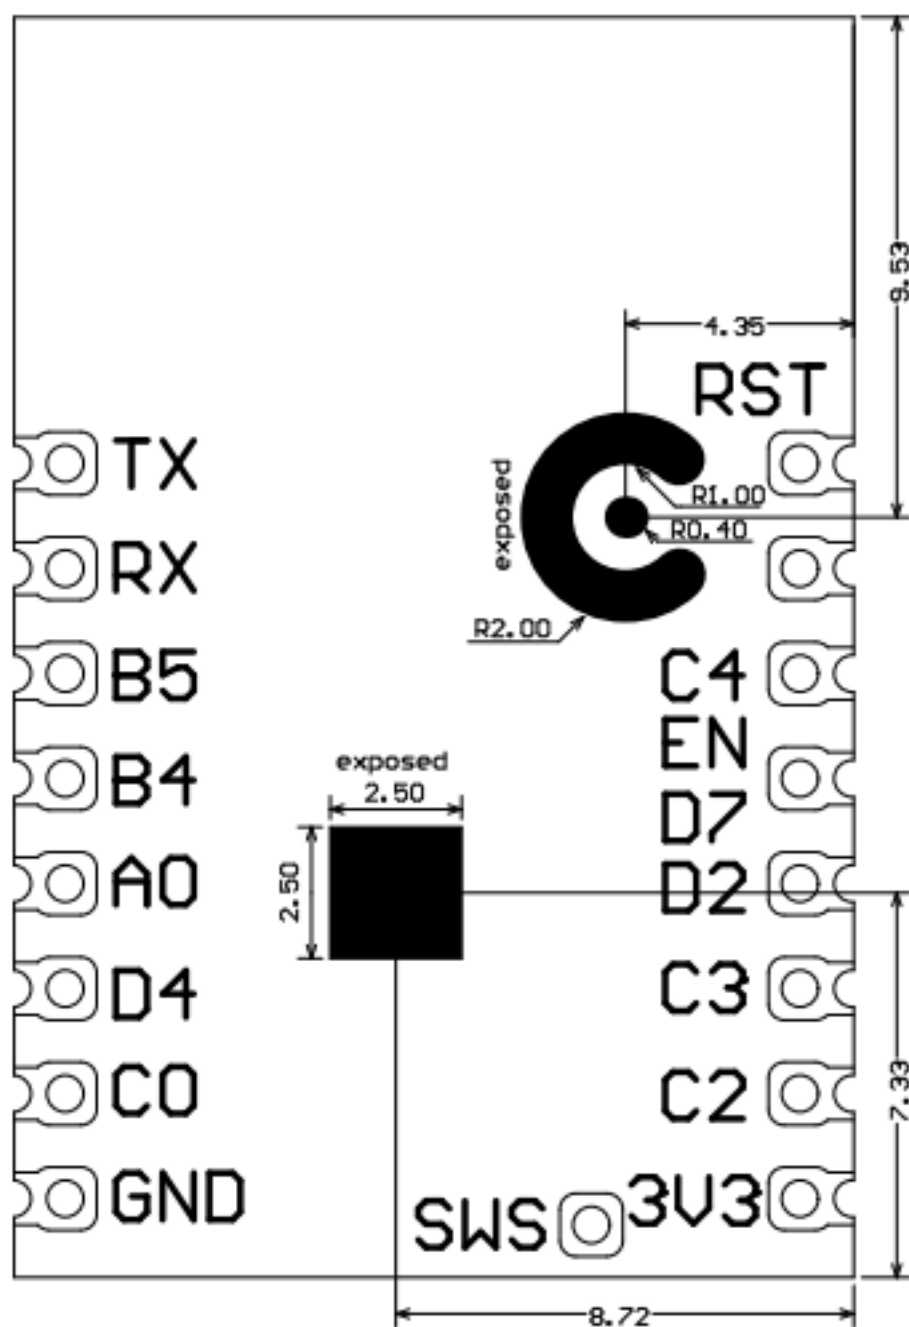 9.53
4.35
RST
TX
exposed
R1.00
R0.40
RX
R2.00
B5
C4
EN
exposed
2.50
B4
D7
2.50
A0
D2
D4
C3
C0
C2
7.33
GND
SWS
3V3
8.72